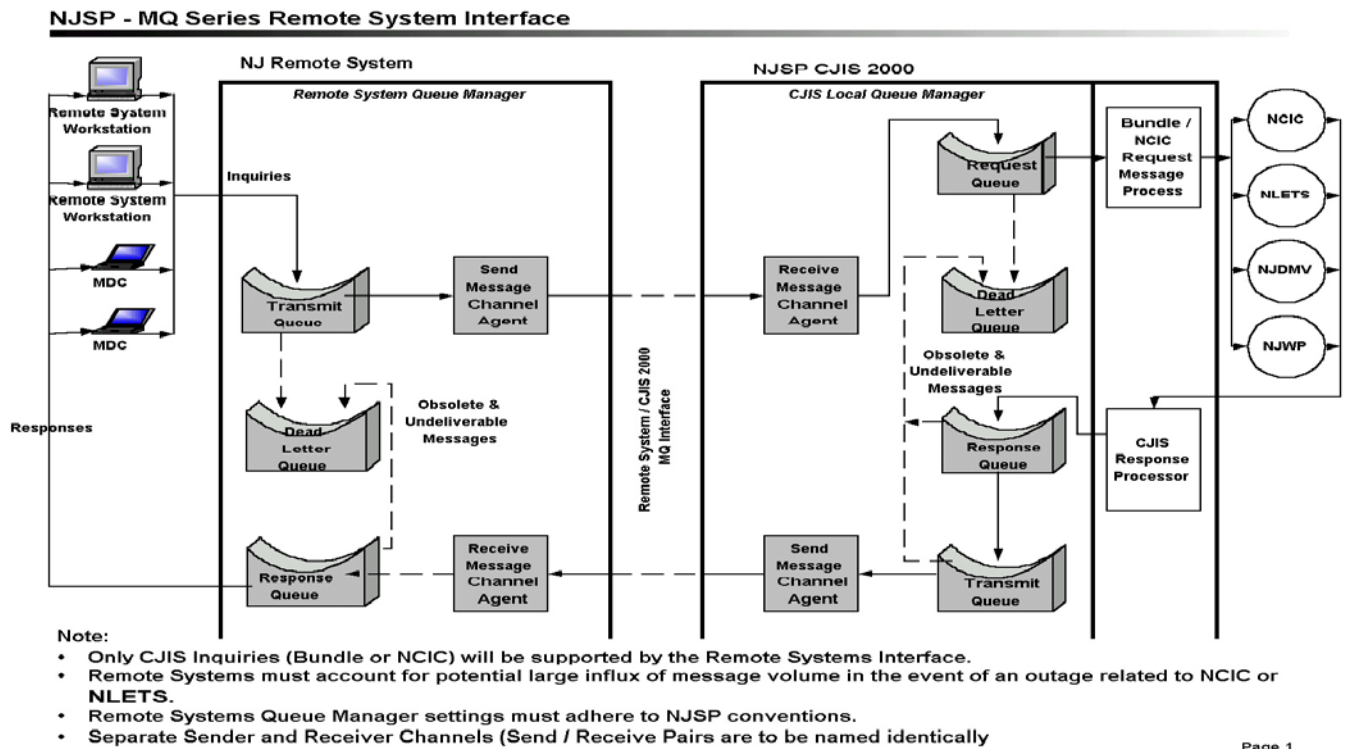 NJSP - MQ Series Remote System Interface
NJ Remote System
NJSP CJIS 2000
Remote System Queue Manager
CJIS Local Queue Manager
Remote System
Workstation
Remote System
Workstation
MDC
MDC
Inquiries
Responses
Transmit
Queue
Send
Message
Channel
Agent
Dead
Letter
Queue
Obsolete &
Undeliverable
Messages
Response
Queue
Receive
Message
Channel
Agent
Remote System / CJIS 2000
MQ Interface
Receive
Message
Channel
Agent
Request
Queue
Dead
Letter
Queue
Obsolete &
Undeliverable
Messages
Response
Queue
Send
Message
Channel
Agent
Transmit
Queue
Bundle /
NCIC
Request
Message
Process
CJIS
Response
Processor
NCIC
NLETS
NJDMV
NJWP
Note:
• Only CJIS Inquiries (Bundle or NCIC) will be supported by the Remote Systems Interface.
• Remote Systems must account for potential large influx of message volume in the event of an outage related to NCIC or
NLETS.
• Remote Systems Queue Manager settings must adhere to NJSP conventions.
• Separate Sender and Receiver Channels (Send / Receive Pairs are to be named identically
Page 1